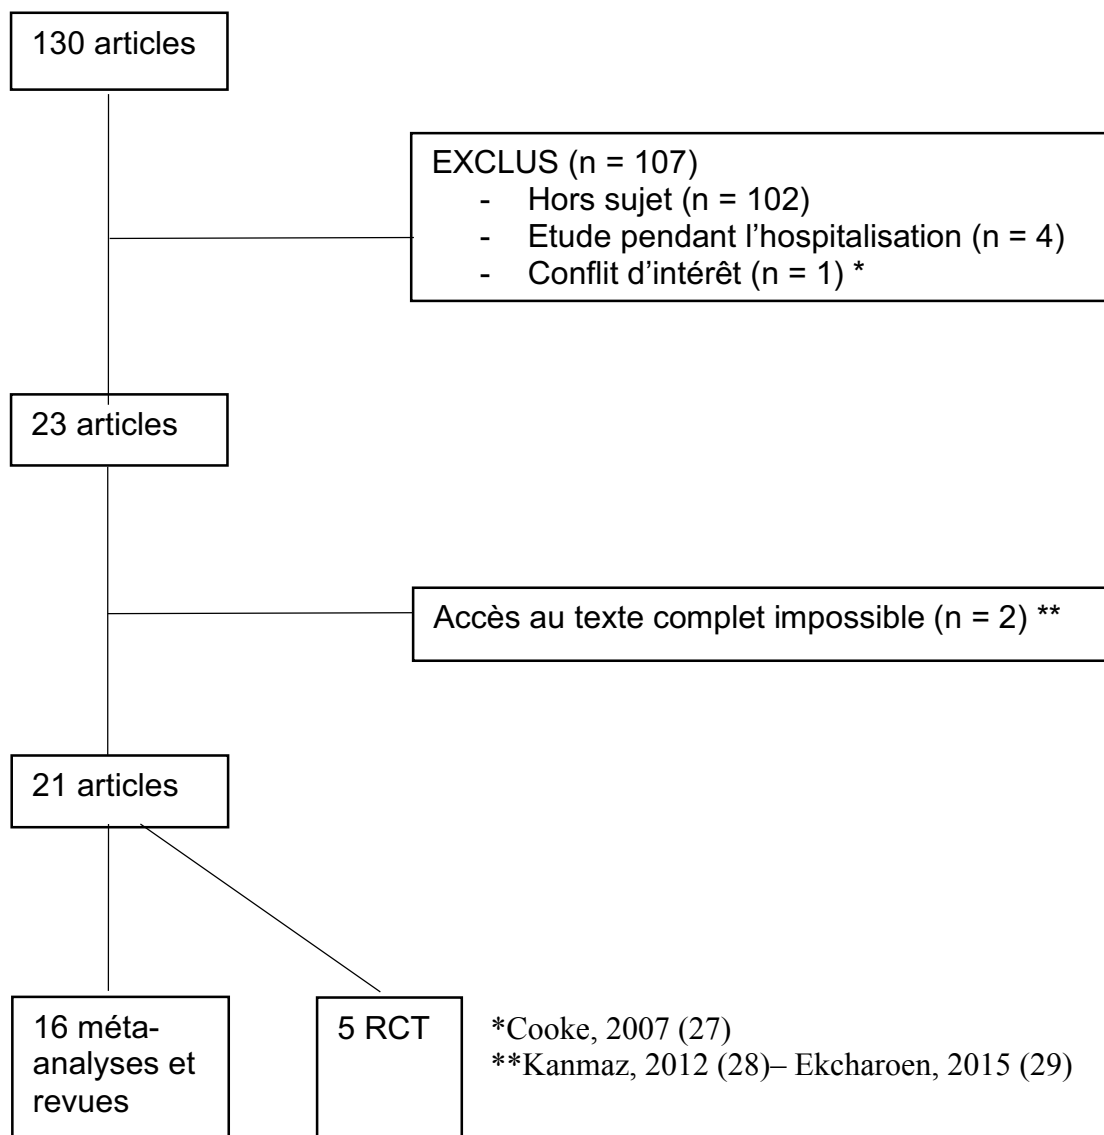 130 articles
EXCLUS (n = 107)
- Hors sujet (n = 102)
- Etude pendant l’hospitalisation (n = 4)
- Conflit d’intérêt (n = 1) *
23 articles
Accès au texte complet impossible (n = 2) **
21 articles
16 méta-
analyses et
revues
5 RCT
*Cooke, 2007 (27)
**Kanmaz, 2012 (28)– Ekcharoen, 2015 (29)